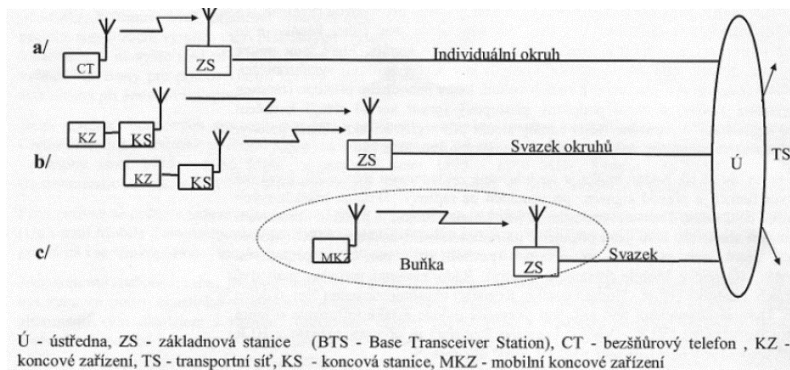 a/
CT
ZS
Individuální okruh
KZ
KS
b/
KZ
KS
ZS
Svazek okruhů
Ú
TS
c/
MKZ
Buňka
ZS
Svazek
Ú - ústředna, ZS - základnová stanice (BTS - Base Transceiver Station), CT - bezšňůrový telefon , KZ -
koncové zařízení, TS - transportní síť, KS - koncová stanice, MKZ - mobilní koncové zařízení